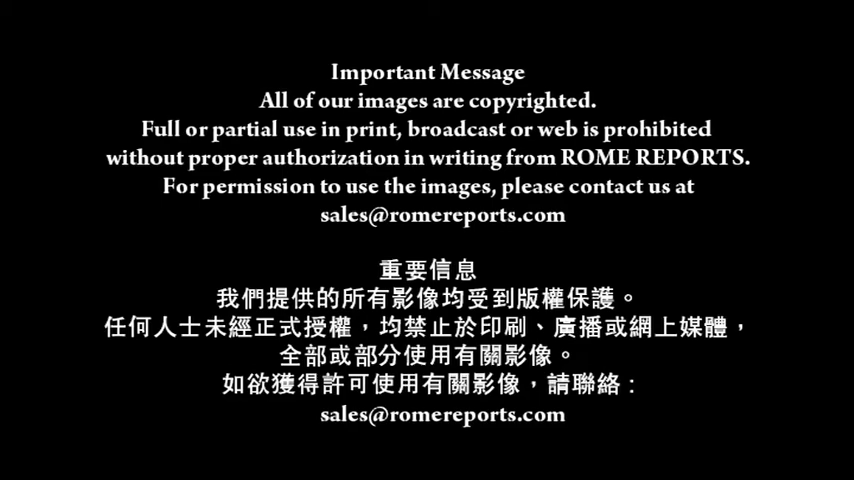 Important Message
All of our images are copyrighted.
Full or partial use in print, broadcast or web is prohibited
without proper authorization in writing from ROME REPORTS.
For permission to use the images, please contact us at
sales@romereports.com
重要信息
我們提供的所有影像均受到版權保護。
任何人士未經正式授權，均禁止於印刷、廣播或網上媒體，
全部或部分使用有關影像。
如欲獲得許可使用有關影像，請聯絡：
sales@romereports.com